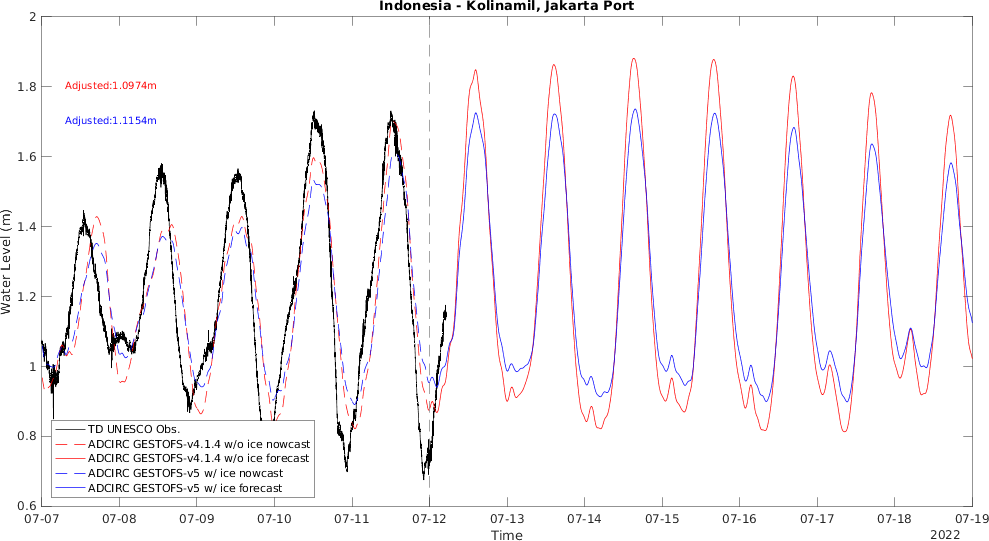 Indonesia - Kolinamil, Jakarta Port
2
1.8
1.6
1.4
1.2
1
0.8
0.6
Water Level (m)
Adjusted:1.0974m
Adjusted:1.1154m
TD UNESCO Obs.
ADCIRC GESTOFS-v4.1.4 w/o ice nowcast
ADCIRC GESTOFS-v4.1.4 w/o ice forecast
ADCIRC GESTOFS-v5 w/ ice nowcast
ADCIRC GESTOFS-v5 w/ ice forecast
07-07 07-08 07-09 07-10 07-11 07-12 07-13 07-14 07-15 07-16 07-17 07-18 07-19
Time
2022